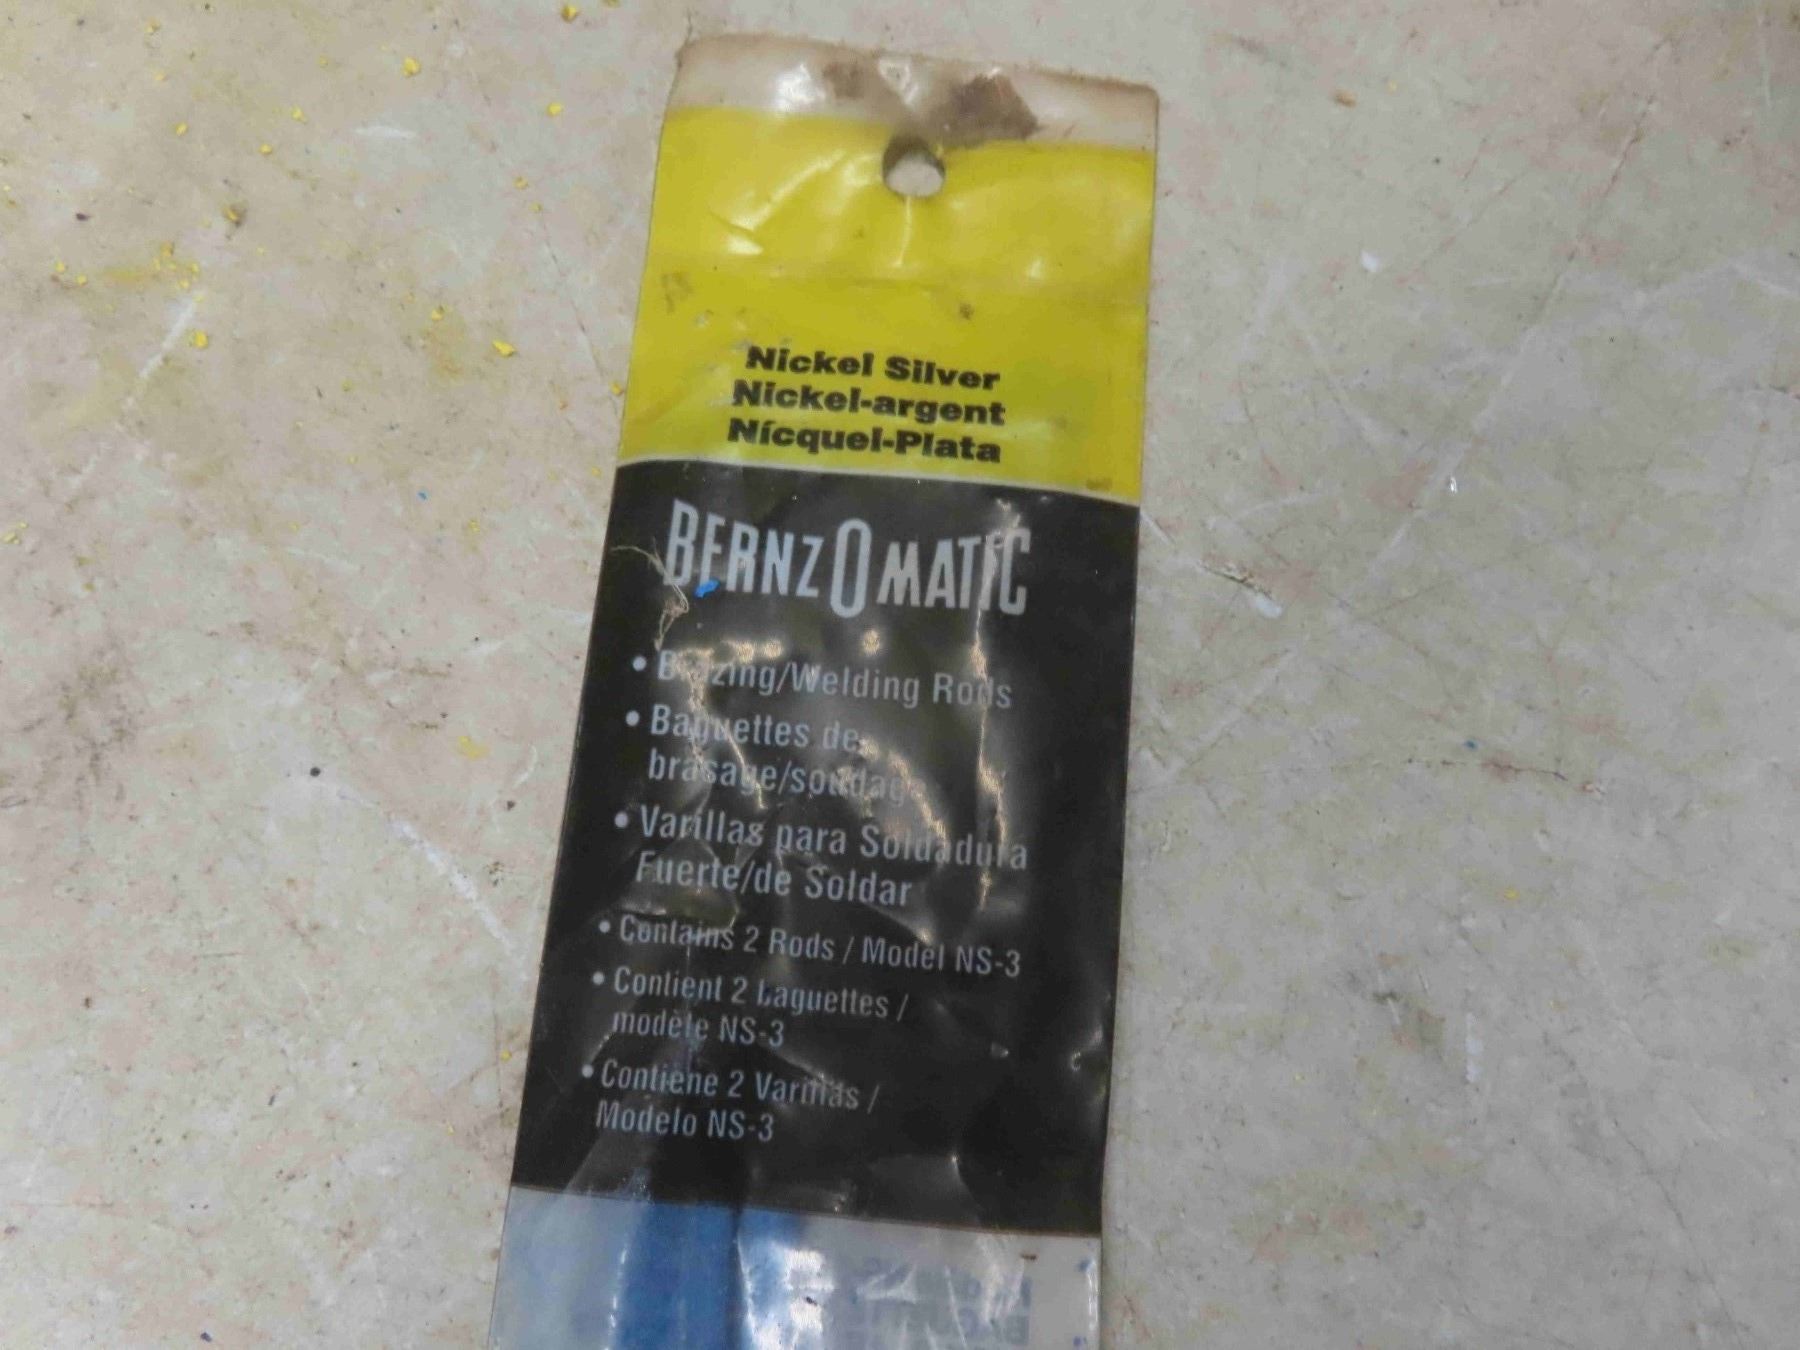 Nickel Silver
Nickel-argent
Nícquel-Plata
BERNZOMATIC
• Brazing/Welding Rods
• Baguettes de
brasage/soudage
• Varillas para Soldadura
Fuerte/de Soldar
• Contains 2 Rods / Model NS-3
• Contient 2 baguettes /
modèle NS-3
• Contiene 2 Varillas /
Modelo NS-3